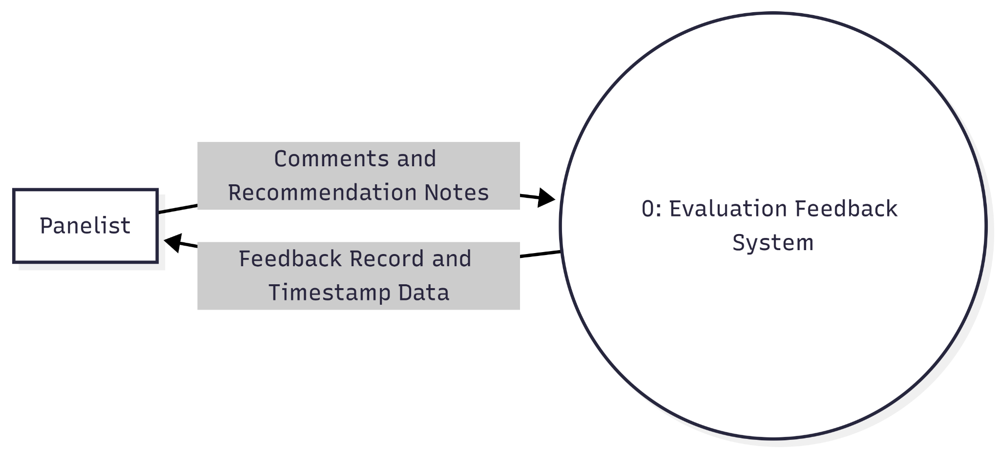 Comments and
Recommendation Notes
Panelist
0: Evaluation Feedback
System
Feedback Record and
Timestamp Data